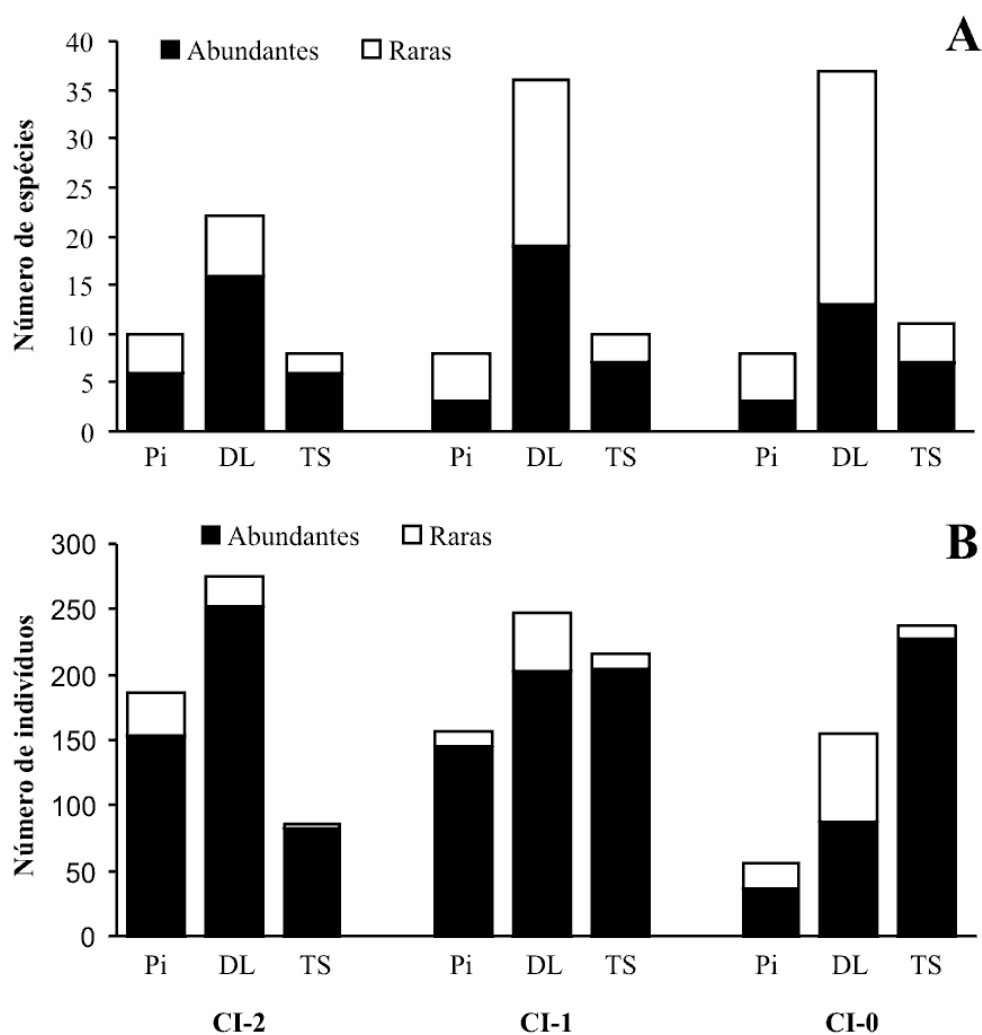 A
Abundantes Raras
Número de espécies
40
35
30
25
20
15
10
5
0
Pi DL TS Pi DL TS Pi DL TS
B
Abundantes Raras
Número de indivíduos
300
250
200
150
100
50
0
Pi DL TS Pi DL TS Pi DL TS
CI-2 CI-1 CI-0